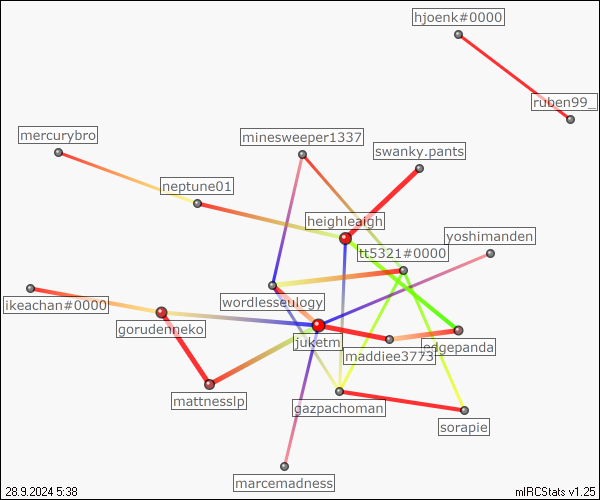 hjoenk#0000
ruben99_
mercurybro
minesweeper1337
swanky.pants
neptune01
heighleaigh
yoshimanden
tt5321#0000
ikeachan#0000
wordlesseulogy
gorudenneko
juketm
edgepanda
maddiee3773
mattnesslp
gazpachoman
sorapie
marcemadness
28.9.2024 5:38
mIRCStats v1.25